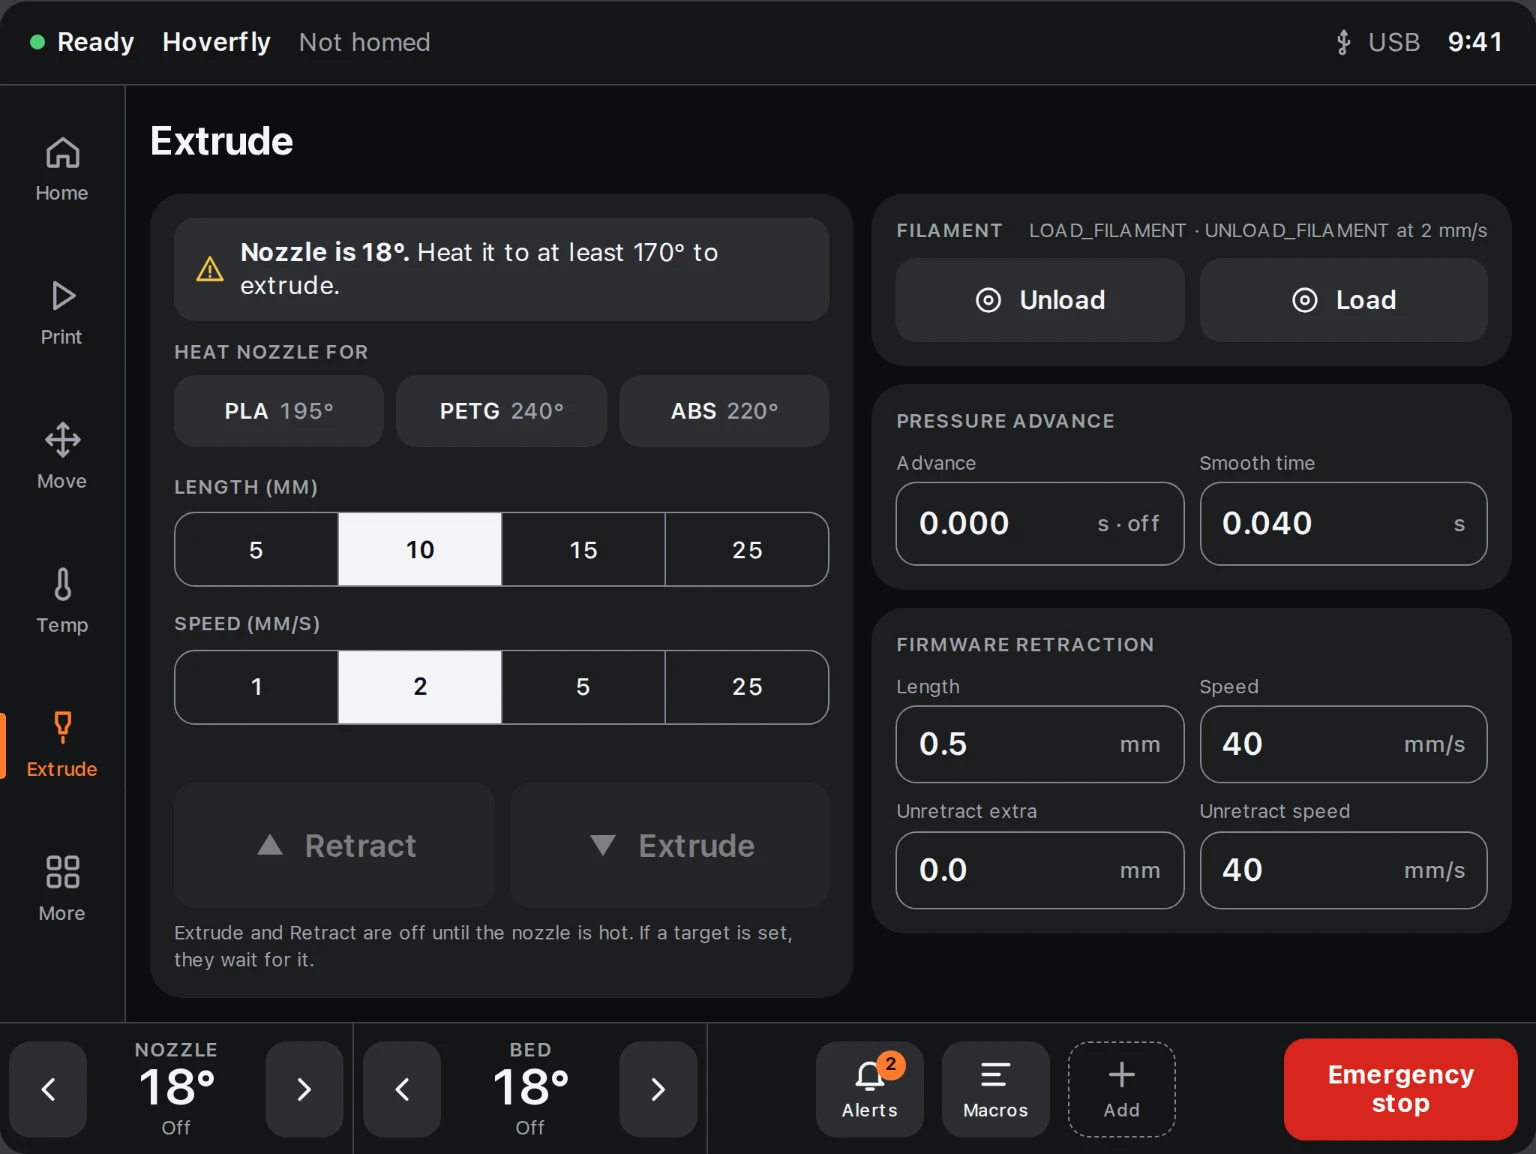 Ready Hoverfly Not homed USB 9:41
Home
Print
Move
Temp
Extrude
More
Extrude
Nozzle is 18°. Heat it to at least 170° to
extrude.
HEAT NOZZLE FOR
PLA 195° PETG 240° ABS 220°
LENGTH (MM)
5 10 15 25
SPEED (MM/S)
1 2 5 25
Retract Extrude
Extrude and Retract are off until the nozzle is hot. If a target is set,
they wait for it.
FILAMENT LOAD_FILAMENT · UNLOAD_FILAMENT at 2 mm/s
Unload Load
PRESSURE ADVANCE
Advance Smooth time
0.000 s · off 0.040 s
FIRMWARE RETRACTION
Length Speed
0.5 mm 40 mm/s
Unretract extra Unretract speed
0.0 mm 40 mm/s
NOZZLE
18°
Off
BED
18°
Off
2
Alerts
Macros
Add
Emergency
stop